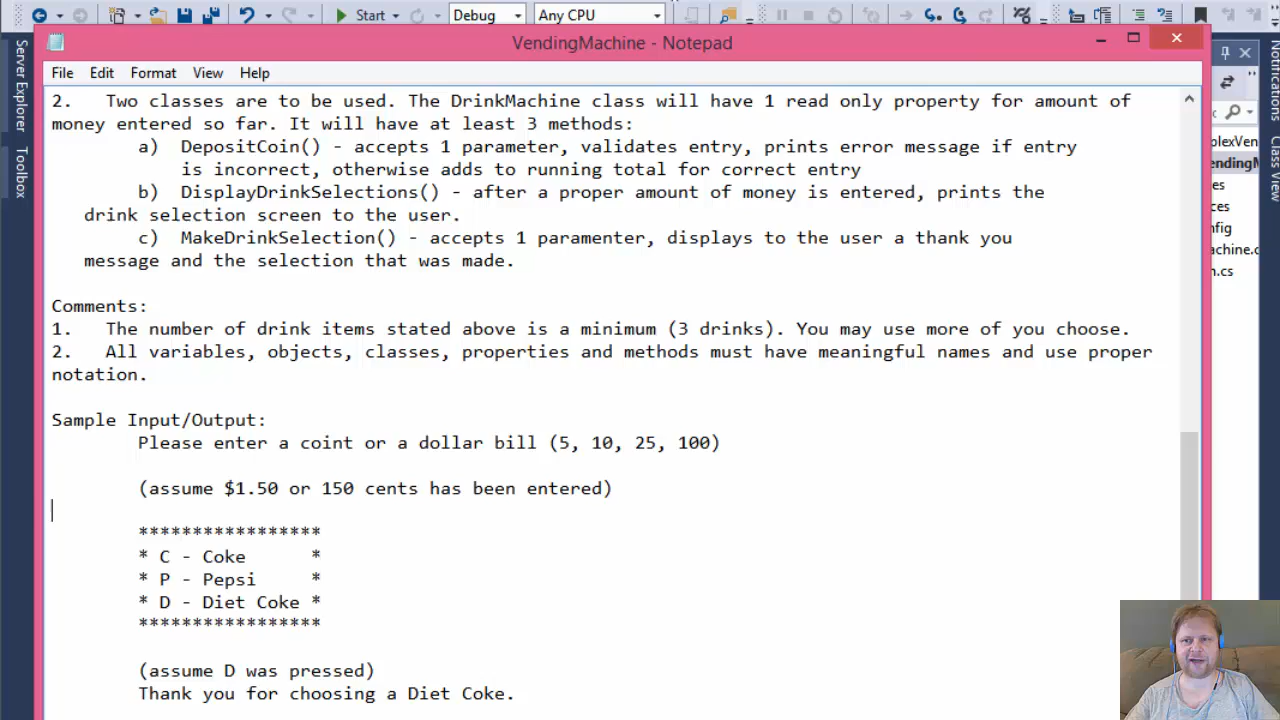 Start Debug Any CPU
VendingMachine - Notepad
File Edit Format View Help
2. Two classes are to be used. The DrinkMachine class will have 1 read only property for amount of
money entered so far. It will have at least 3 methods:
a) DepositCoin() - accepts 1 parameter, validates entry, prints error message if entry
is incorrect, otherwise adds to running total for correct entry
b) DisplayDrinkSelections() - after a proper amount of money is entered, prints the
drink selection screen to the user.
c) MakeDrinkSelection() - accepts 1 paramenter, displays to the user a thank you
message and the selection that was made.
Comments:
1. The number of drink items stated above is a minimum (3 drinks). You may use more of you choose.
2. All variables, objects, classes, properties and methods must have meaningful names and use proper
notation.
Sample Input/Output:
Please enter a coint or a dollar bill (5, 10, 25, 100)
(assume $1.50 or 150 cents has been entered)
*****************
* C - Coke *
* P - Pepsi *
* D - Diet Coke *
*****************
(assume D was pressed)
Thank you for choosing a Diet Coke.
Server Explorer
Toolbox
Notifications
Class View
plexVen
endingM
es
ces
nfig
achine.c
n.cs